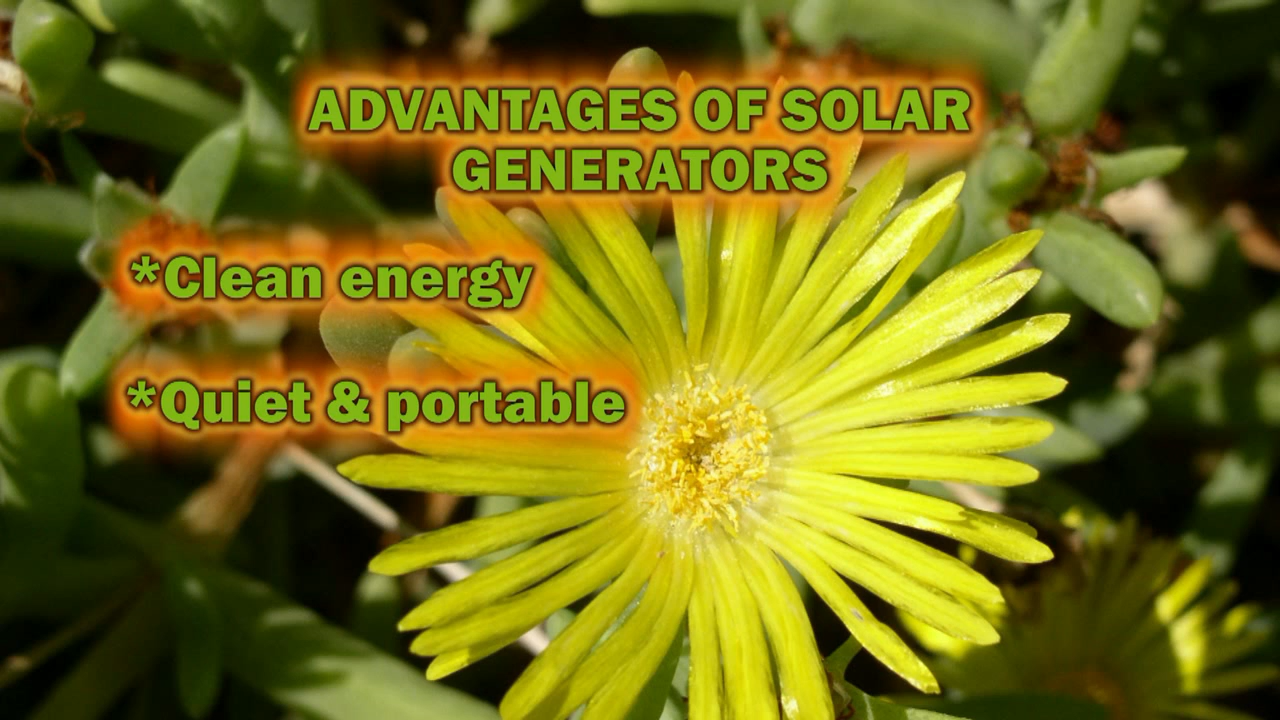 ADVANTAGES OF SOLAR
GENERATORS
*Clean energy
*Quiet & portable